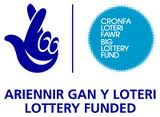 CRONFA
LOTERI
FAWR
BIG
LOTTERY
FUND
ARIENNIR GAN Y LOTERI
LOTTERY FUNDED